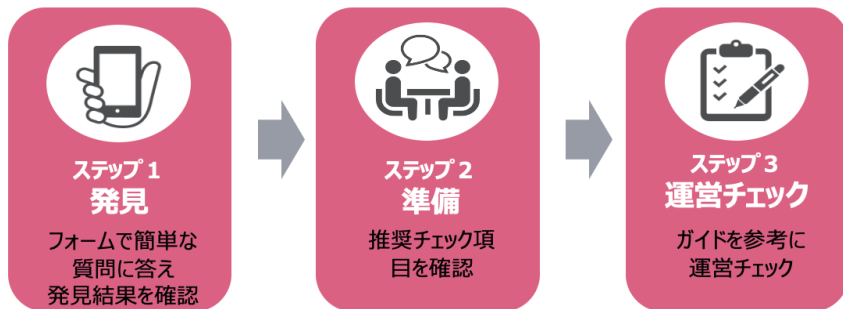 ステップ1
発見
フォームで簡単な
質問に答え
発見結果を確認
ステップ2
準備
推奨チェック項
目を確認
ステップ3
運営チェック
ガイドを参考に
運営チェック